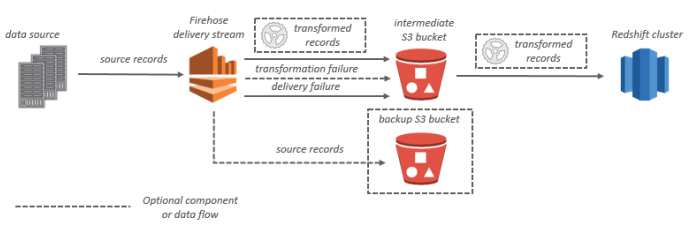 data source
source records
Firehose
delivery stream
transformed
records
transformation failure
delivery failure
intermediate
S3 bucket
transformed
records
Redshift cluster
backup S3 bucket
source records
Optional component
or data flow